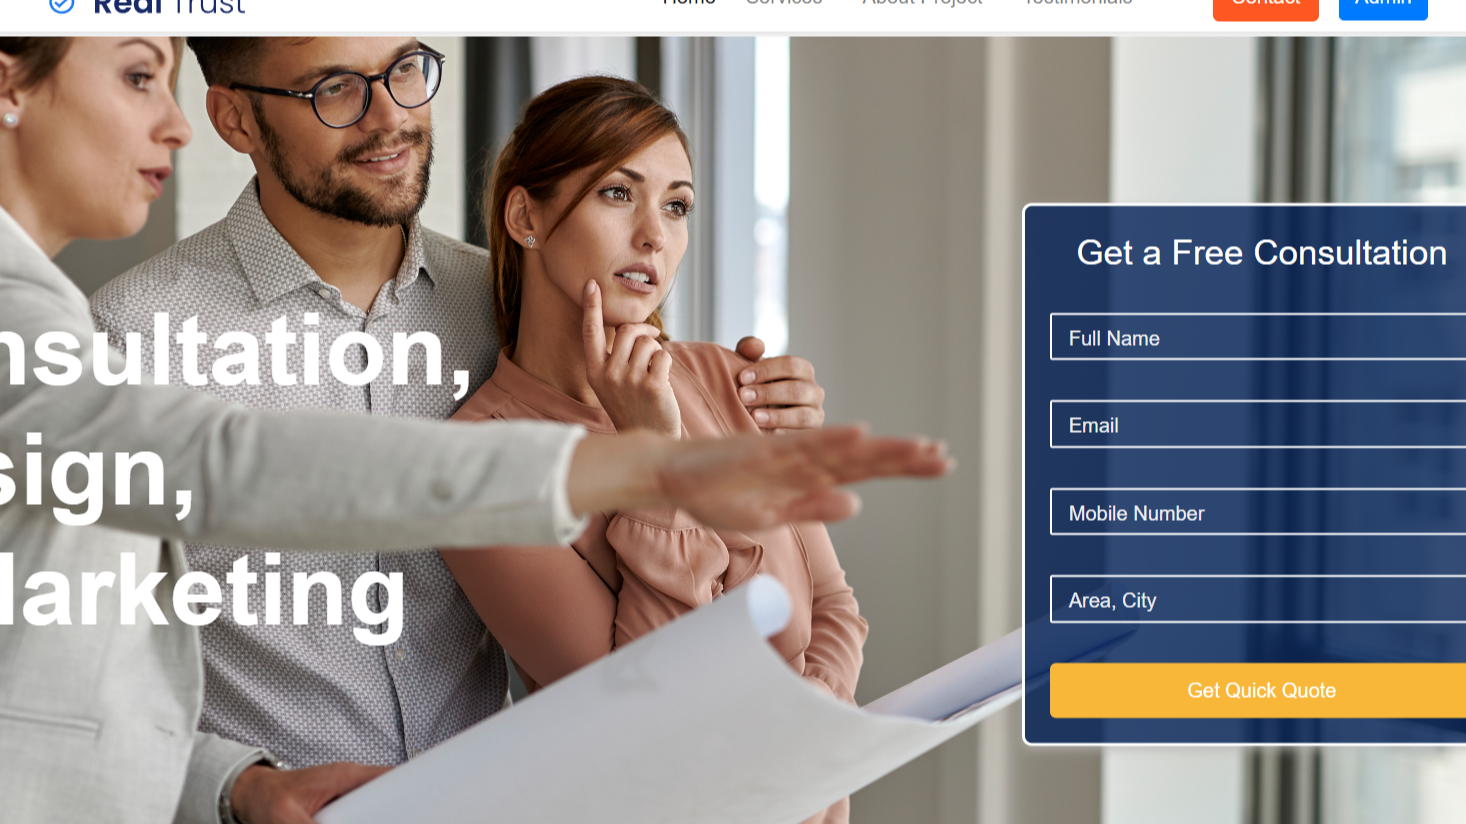 Real Trust
Home Services About Project Testimonials Contact Admin
nsultation,
sign,
Marketing
Get a Free Consultation
Full Name
Email
Mobile Number
Area, City
Get Quick Quote